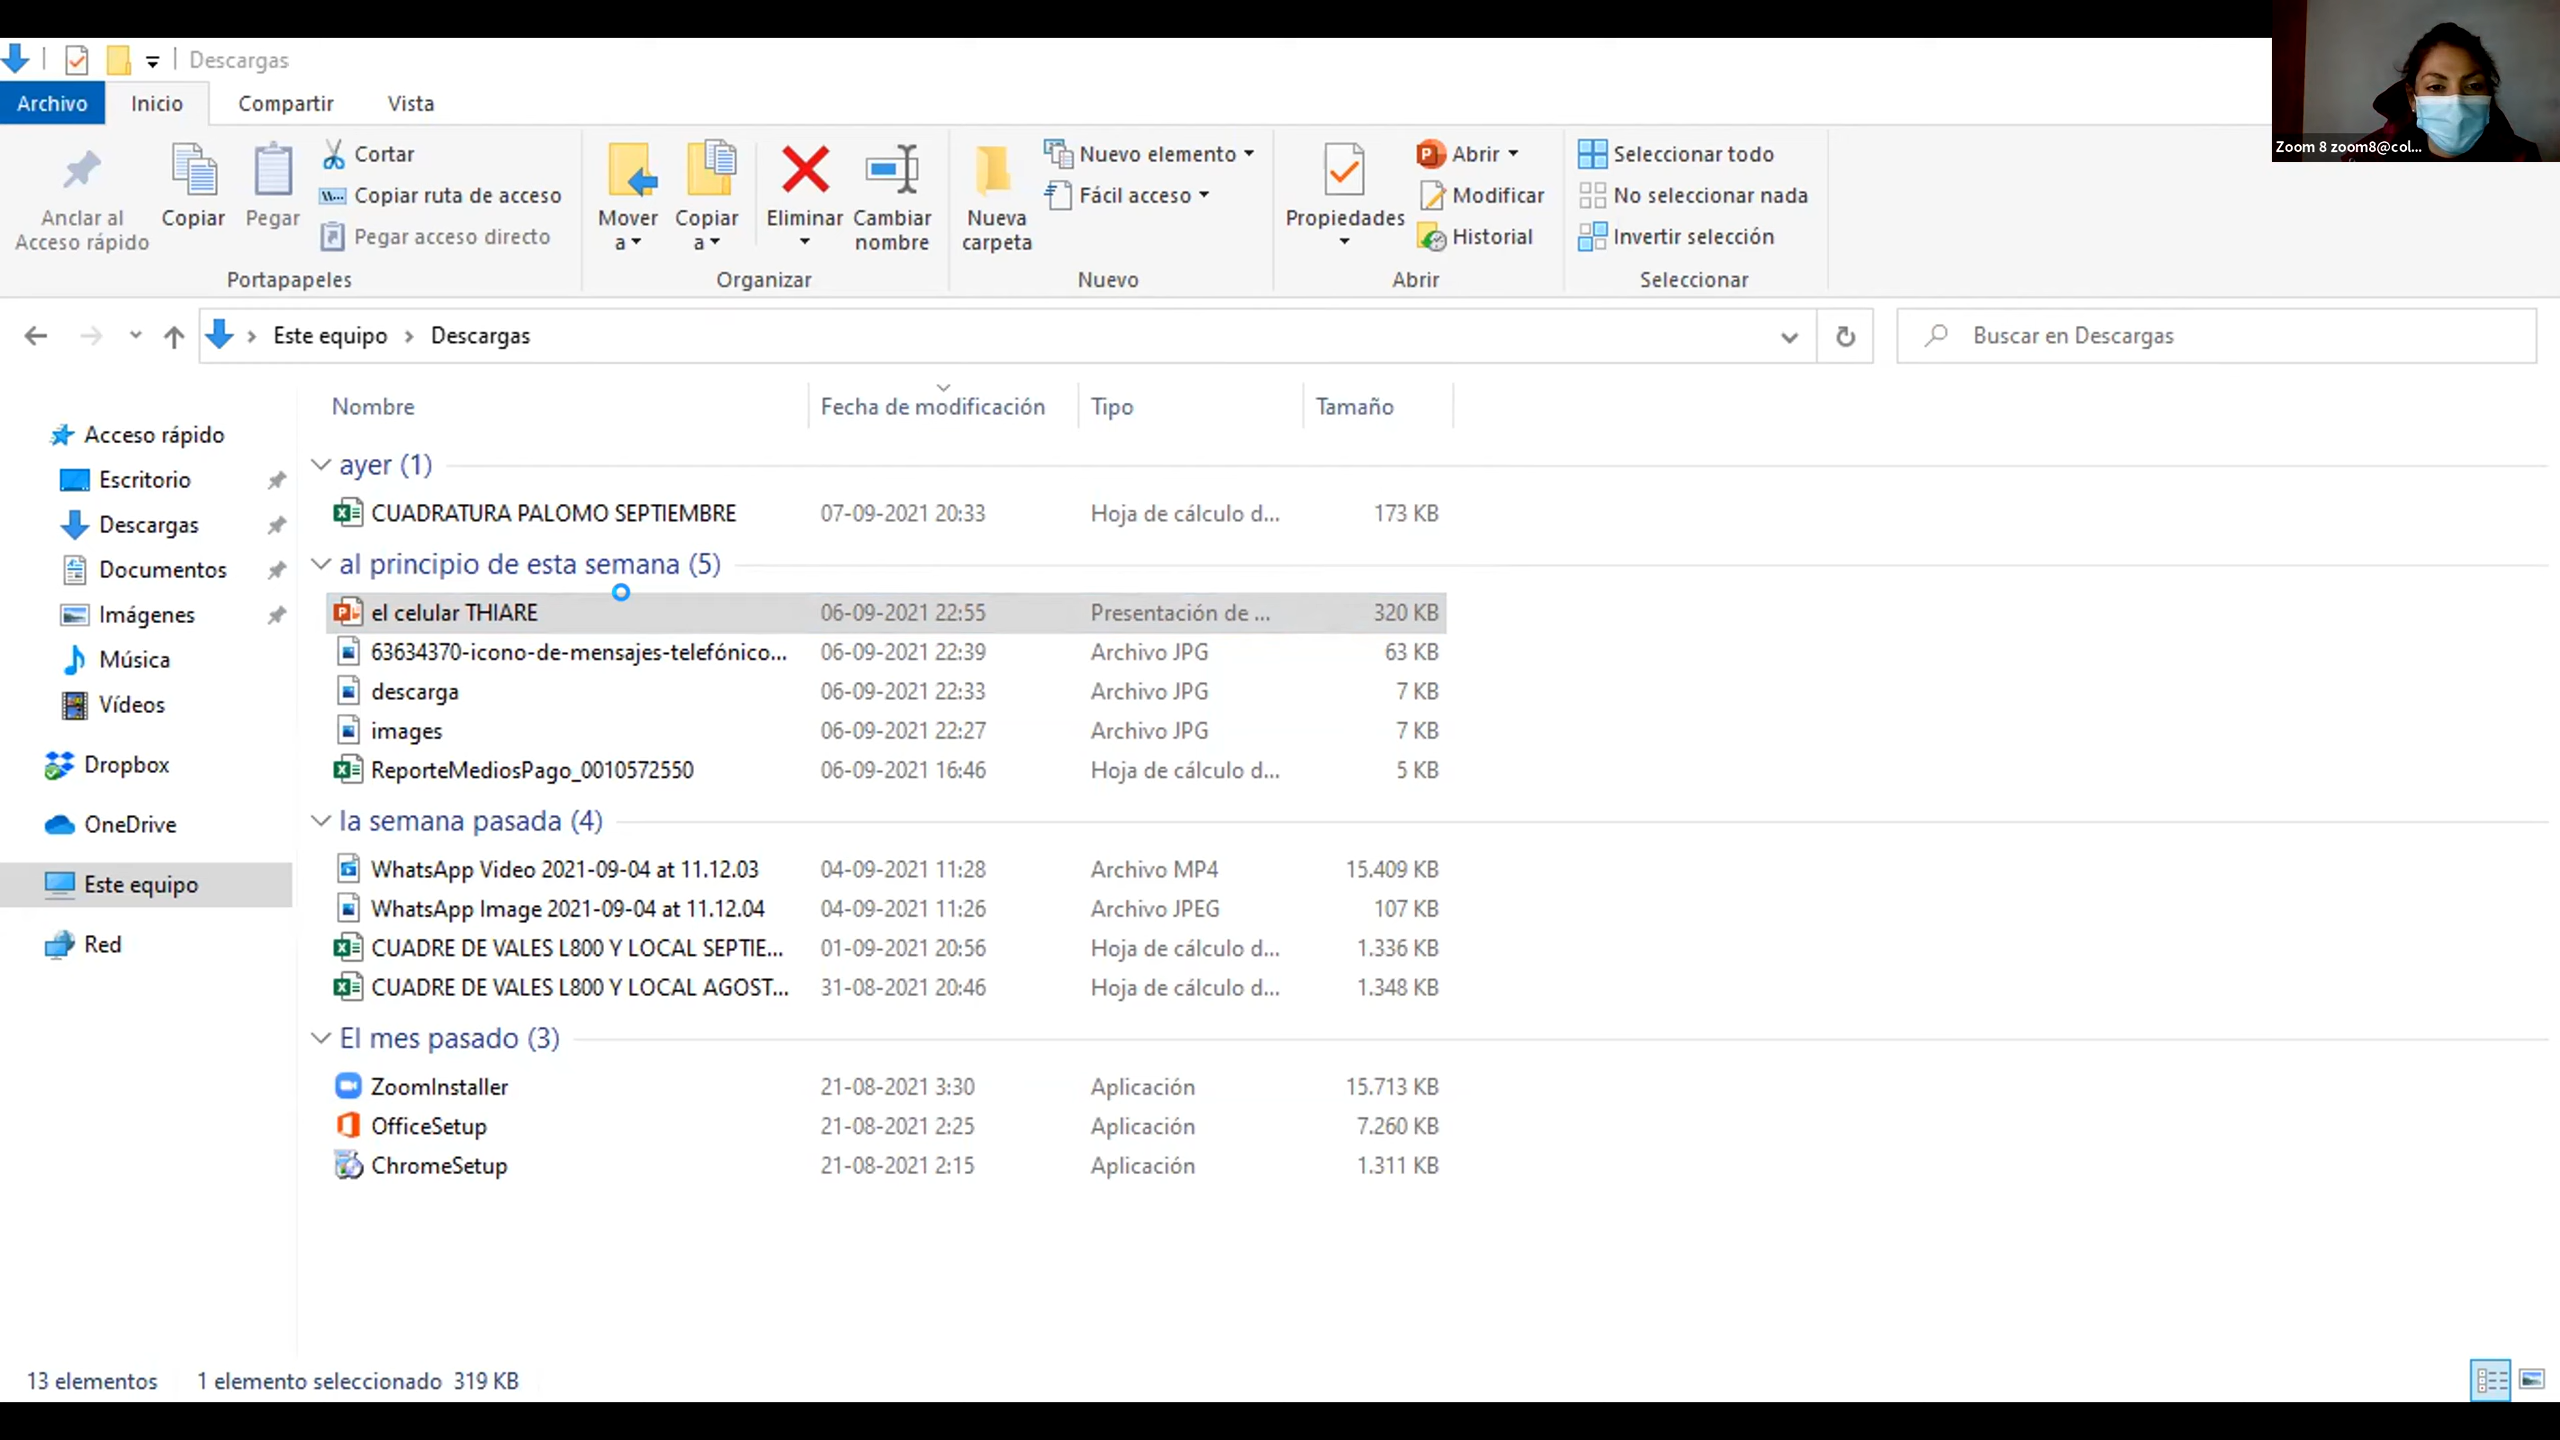 Descargas
Archivo Inicio Compartir Vista
Anclar al Acceso rápido
Copiar
Pegar
Cortar
Copiar ruta de acceso
Pegar acceso directo
Portapapeles
Mover a
Copiar a
Eliminar
Cambiar nombre
Organizar
Nueva carpeta
Nuevo elemento
Fácil acceso
Nuevo
Propiedades
Abrir
Modificar
Historial
Abrir
Seleccionar todo
No seleccionar nada
Invertir selección
Seleccionar
Zoom 8 zoom8@col...
Este equipo > Descargas
Buscar en Descargas
Acceso rápido
Escritorio
Descargas
Documentos
Imágenes
Música
Vídeos
Dropbox
OneDrive
Este equipo
Red
Nombre Fecha de modificación Tipo Tamaño
ayer (1)
CUADRATURA PALOMO SEPTIEMBRE 07-09-2021 20:33 Hoja de cálculo d... 173 KB
al principio de esta semana (5)
el celular THIARE 06-09-2021 22:55 Presentación de ... 320 KB
63634370-icono-de-mensajes-telefónico... 06-09-2021 22:39 Archivo JPG 63 KB
descarga 06-09-2021 22:33 Archivo JPG 7 KB
images 06-09-2021 22:27 Archivo JPG 7 KB
ReporteMediosPago_0010572550 06-09-2021 16:46 Hoja de cálculo d... 5 KB
la semana pasada (4)
WhatsApp Video 2021-09-04 at 11.12.03 04-09-2021 11:28 Archivo MP4 15.409 KB
WhatsApp Image 2021-09-04 at 11.12.04 04-09-2021 11:26 Archivo JPEG 107 KB
CUADRE DE VALES L800 Y LOCAL SEPTIE... 01-09-2021 20:56 Hoja de cálculo d... 1.336 KB
CUADRE DE VALES L800 Y LOCAL AGOST... 31-08-2021 20:46 Hoja de cálculo d... 1.348 KB
El mes pasado (3)
ZoomInstaller 21-08-2021 3:30 Aplicación 15.713 KB
OfficeSetup 21-08-2021 2:25 Aplicación 7.260 KB
ChromeSetup 21-08-2021 2:15 Aplicación 1.311 KB
13 elementos 1 elemento seleccionado 319 KB